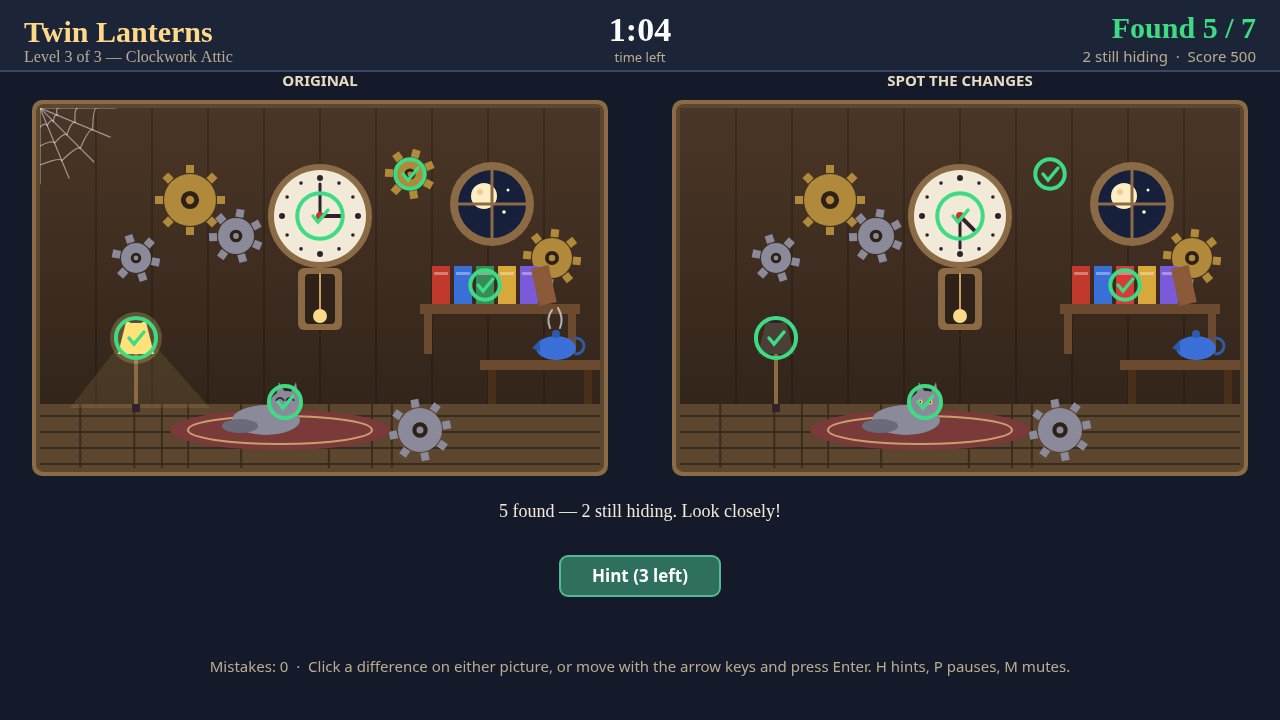 Twin Lanterns
Level 3 of 3 — Clockwork Attic
1:04
time left
Found 5 / 7
2 still hiding · Score 500
ORIGINAL
SPOT THE CHANGES
5 found — 2 still hiding. Look closely!
Hint (3 left)
Mistakes: 0 · Click a difference on either picture, or move with the arrow keys and press Enter. H hints, P pauses, M mutes.